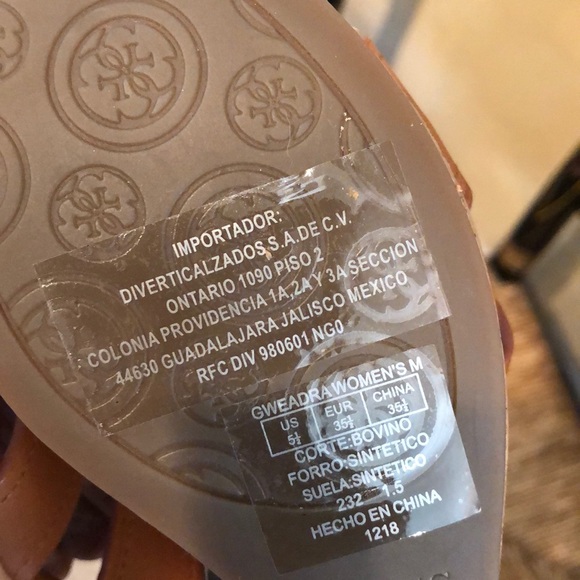 IMPORTADOR:
DIVERTICALZADOS,S.A.DE C.V.
ONTARIO 1090 PISO 2
COLONIA PROVIDENCIA 1A,2A Y 3A SECCION
44630 GUADALAJARA JALISCO MEXICO
RFC DIV 980601 NG0
GWEADRA WOMEN'S M
US EUR CHINA
5½ 35½ 35½
CORTE:BOVINO
FORRO:SINTETICO
SUELA:SINTETICO
232 1.5
HECHO EN CHINA
1218